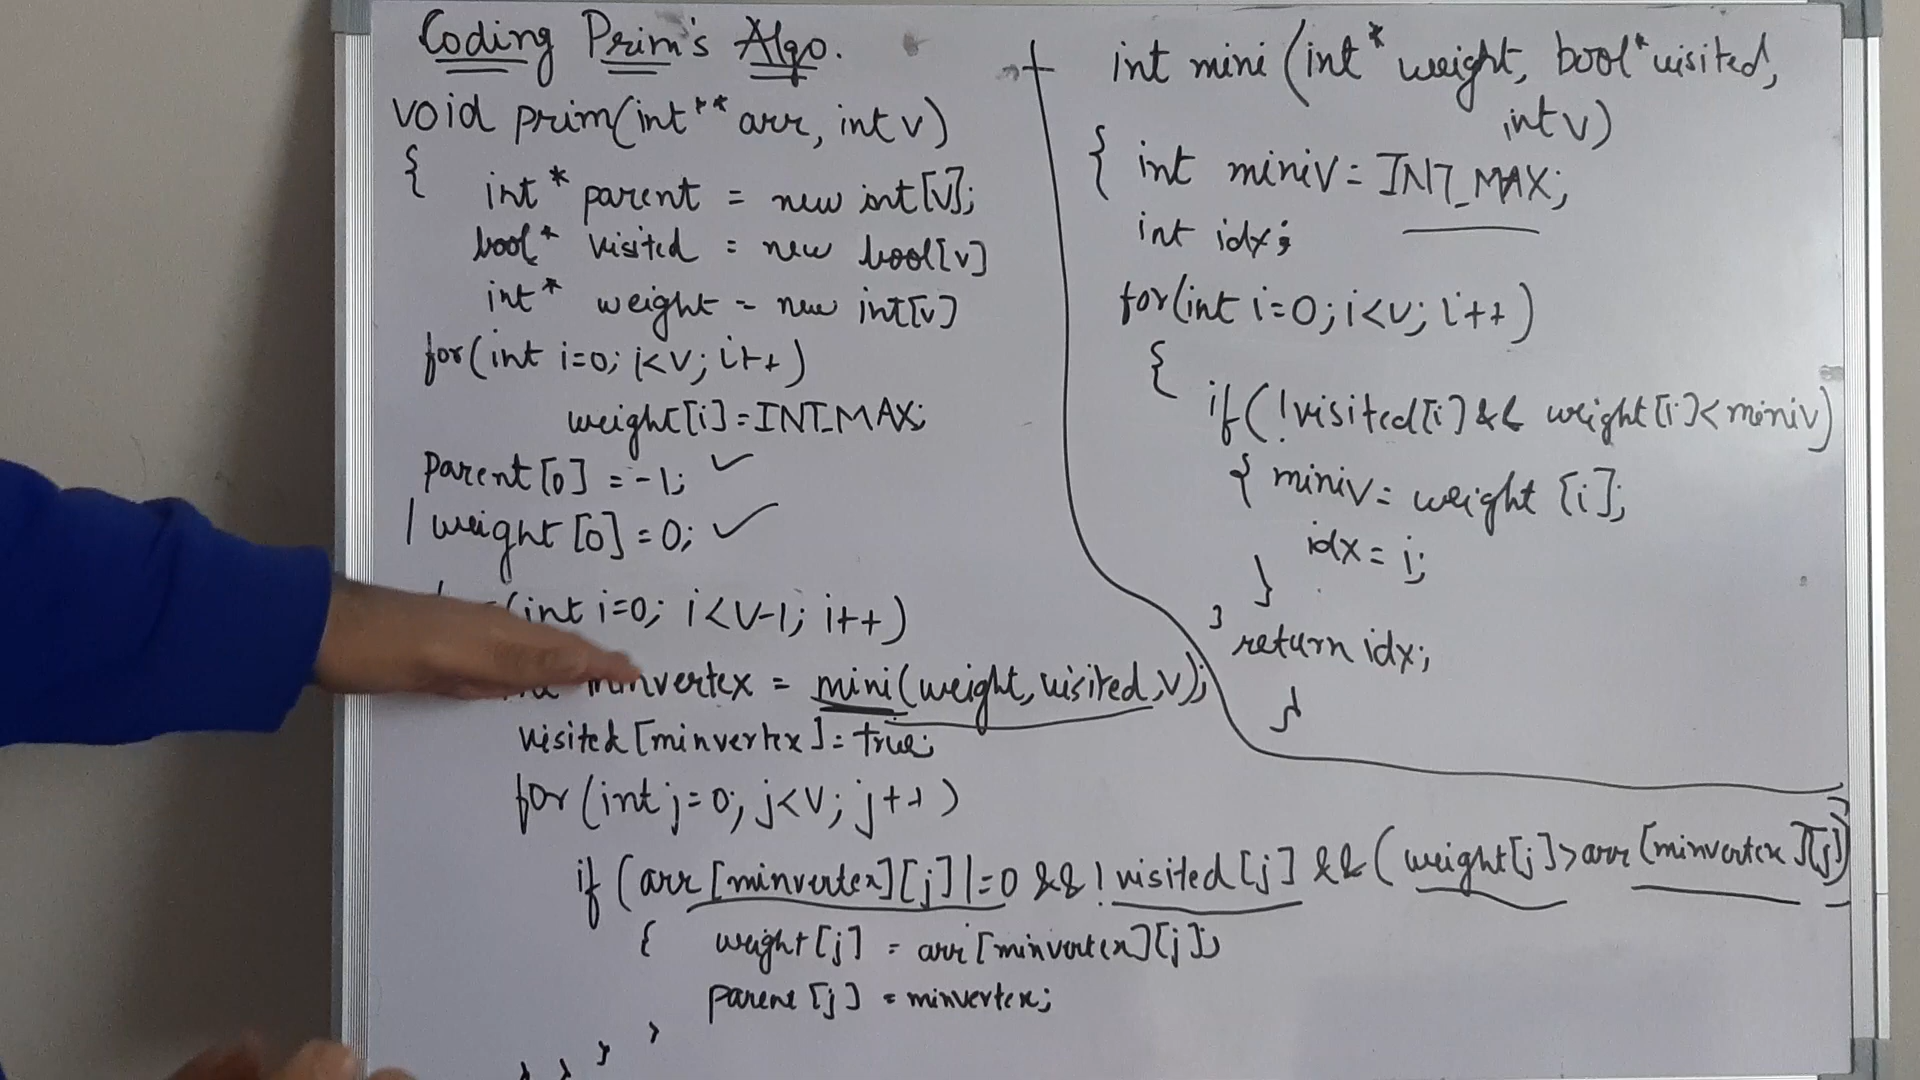 Coding Prim's Algo.
void prim(int** arr, int v)
{ int* parent = new int[v];
bool* visited = new bool[v]
int* weight = new int[v]
for(int i=0; i<v; i++)
weight[i]=INT_MAX;
parent[0] = -1; ✓
weight[0] = 0; ✓
(int i=0; i<v-1; i++)
minvertex = mini(weight, visited, v);
visited[minvertex]=true;
for(int j=0; j<v; j++)
if (arr[minvertex][j]!=0 && !visited[j] && (weight[j]>arr[minvertex][j])
{ weight[j] = arr[minvertex][j];
parent[j] = minvertex;
}
}
} }
int mini(int* weight, bool* visited,
int v)
{ int miniv = INT_MAX;
int idx;
for(int i=0; i<v; i++)
{
if(!visited[i] && weight[i]<miniv)
{ miniv = weight[i];
idx = i;
}
} return idx;
}